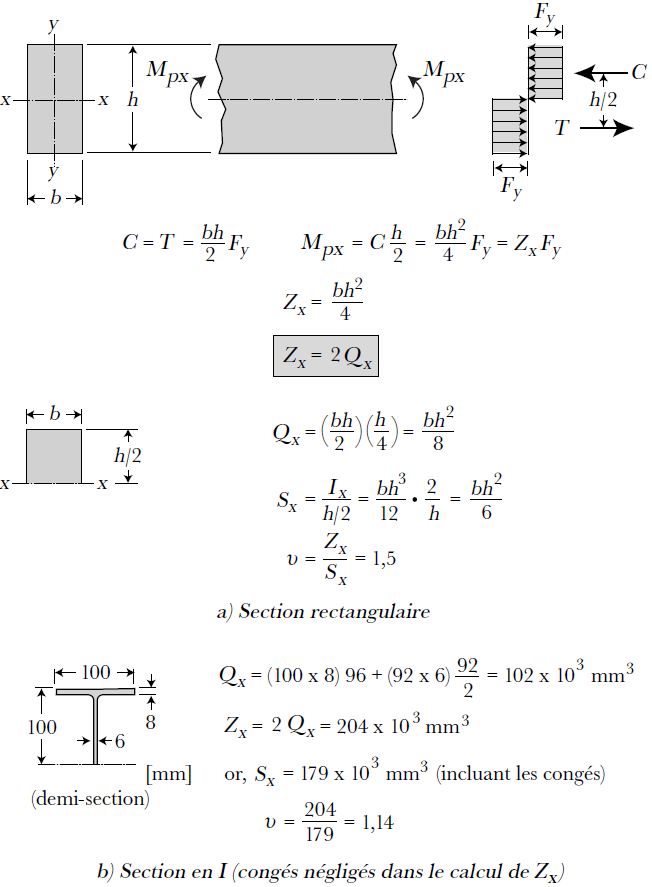 y
F_y
M_px
M_px
C
x
x
h
h/2
T
y
F_y
b
C = T = bh/2 F_y M_px = C h/2 = bh²/4 F_y = Z_x F_y
Z_x = bh²/4
Z_x = 2 Q_x
b
h/2
x
x
Q_x = (bh/2)(h/4) = bh²/8
S_x = I_x/(h/2) = bh³/12 • 2/h = bh²/6
υ = Z_x/S_x = 1,5
a) Section rectangulaire
100
100
8
6
[mm]
(demi-section)
Q_x = (100 x 8) 96 + (92 x 6) 92/2 = 102 x 10³ mm³
Z_x = 2 Q_x = 204 x 10³ mm³
or, S_x = 179 x 10³ mm³ (incluant les congés)
υ = 204/179 = 1,14
b) Section en I (congés négligés dans le calcul de Z_x)